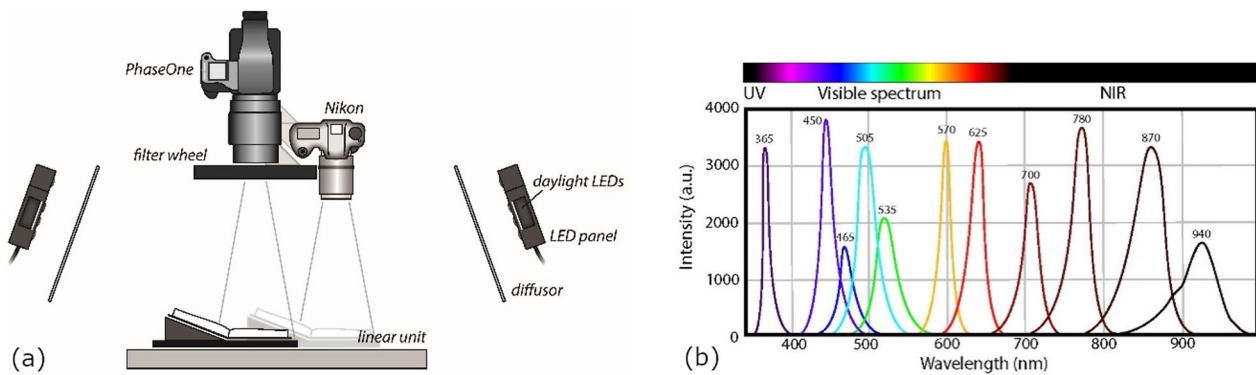 PhaseOne
Nikon
filter wheel
daylight LEDs
LED panel
diffusor
linear unit
(a)
UV Visible spectrum NIR
4000
3000
2000
1000
0
Intensity (a.u.)
365
450
465
505
535
570
625
700
780
870
940
400 500 600 700 800 900
Wavelength (nm)
(b)